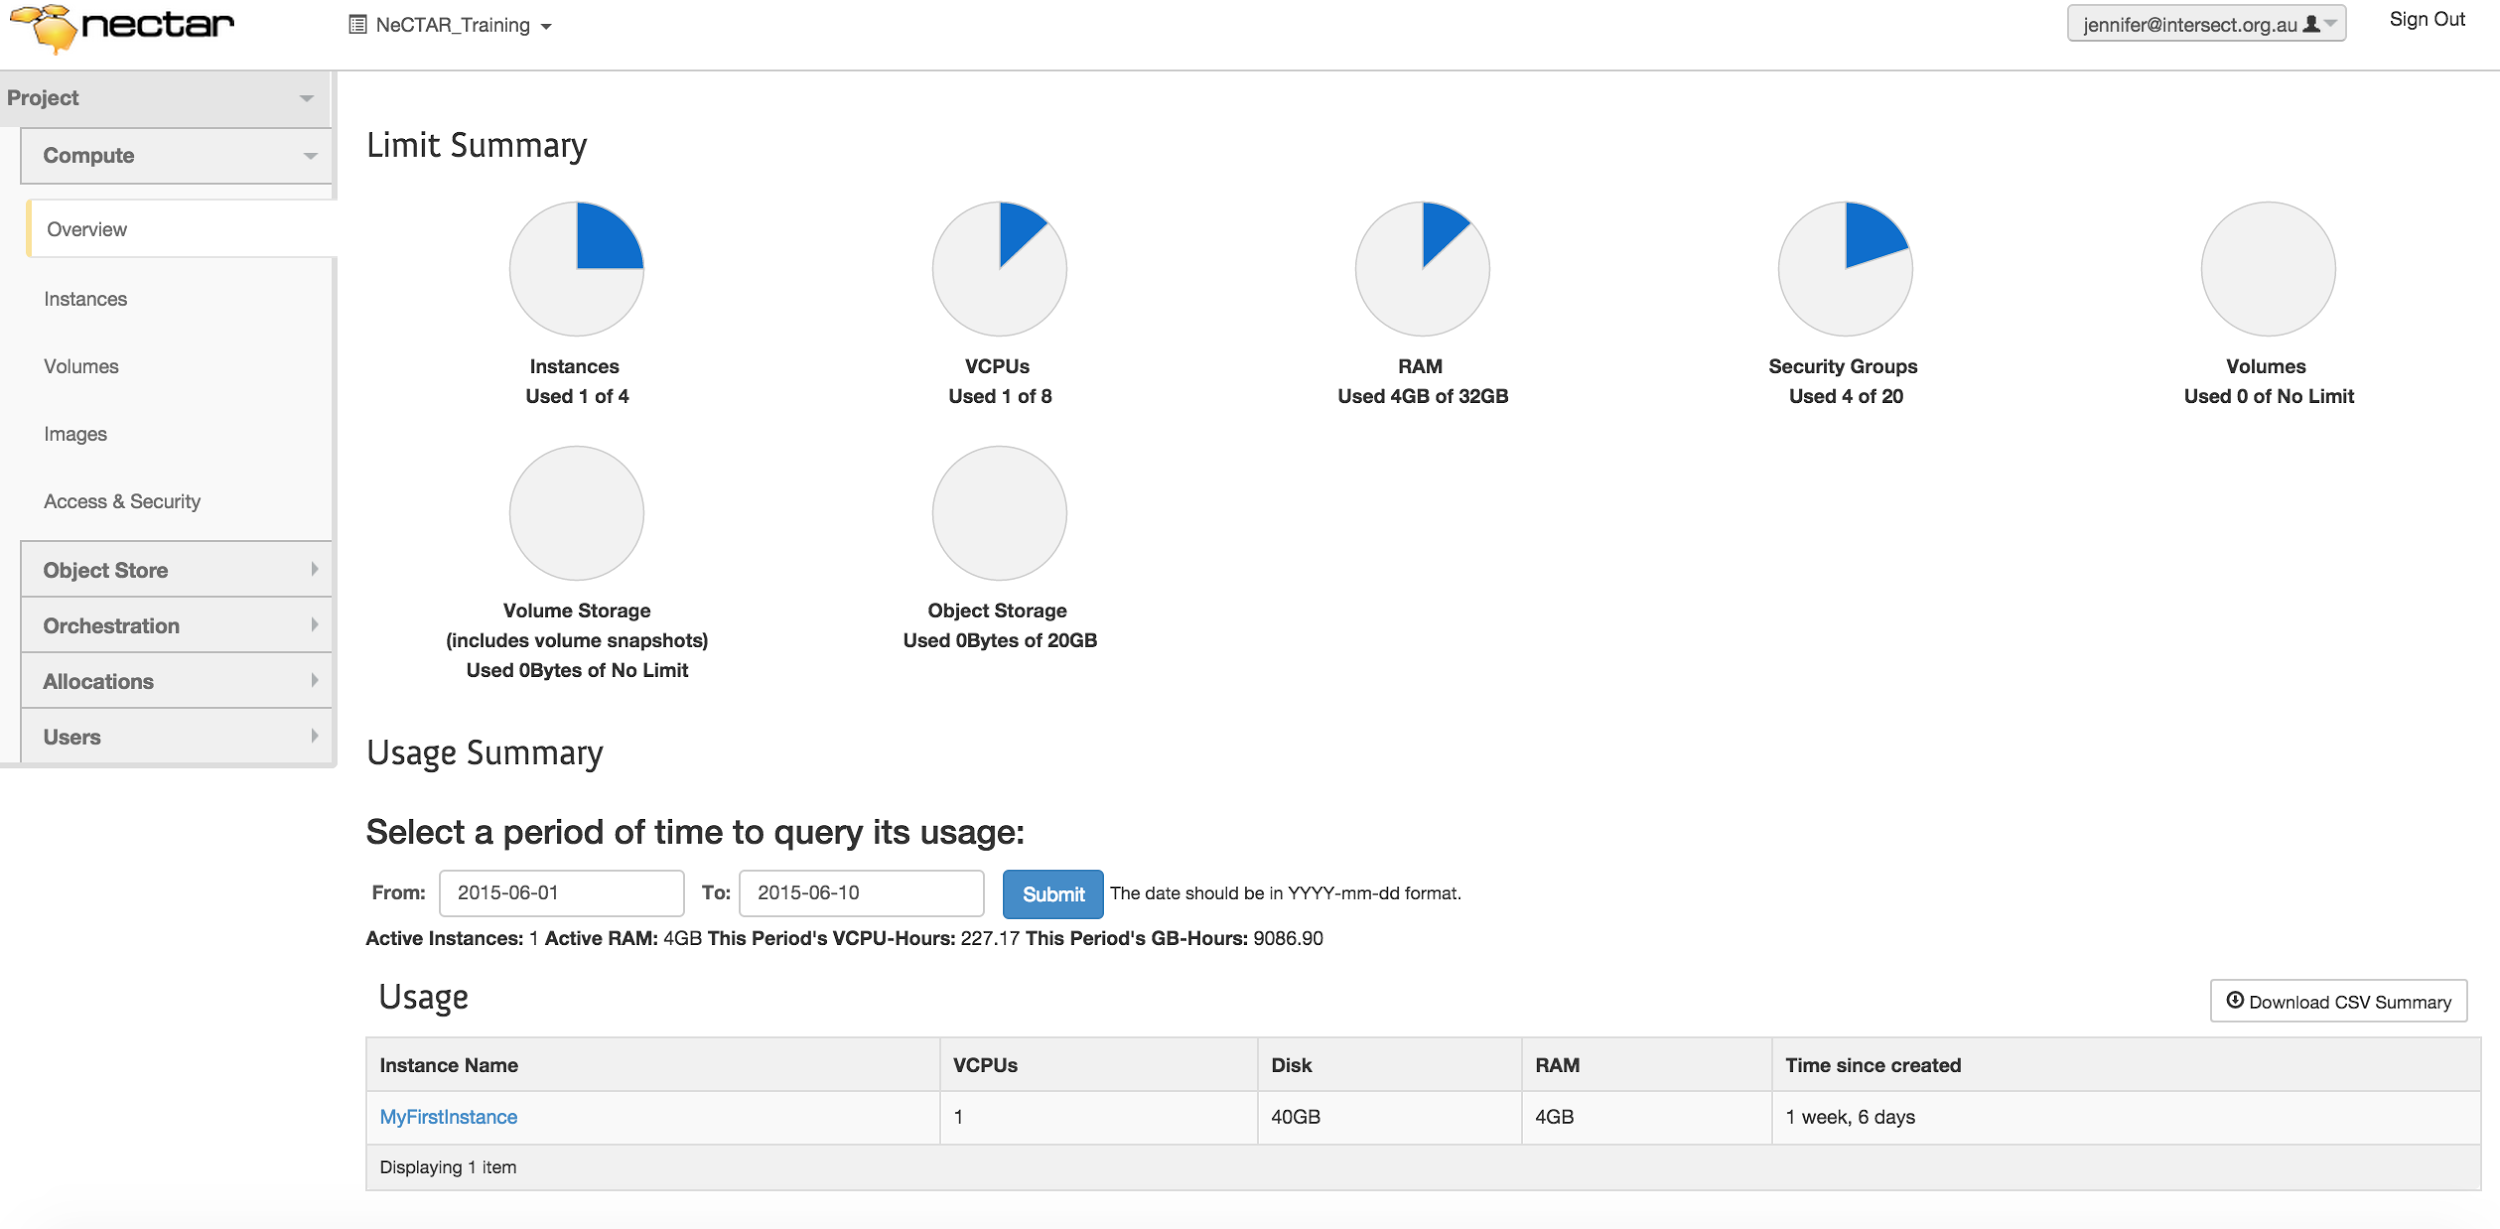 nectar
NeCTAR_Training
jennifer@intersect.org.au
Sign Out
Project
Compute
Overview
Instances
Volumes
Images
Access & Security
Object Store
Orchestration
Allocations
Users
Limit Summary
Instances
Used 1 of 4
VCPUs
Used 1 of 8
RAM
Used 4GB of 32GB
Security Groups
Used 4 of 20
Volumes
Used 0 of No Limit
Volume Storage
(includes volume snapshots)
Used 0Bytes of No Limit
Object Storage
Used 0Bytes of 20GB
Usage Summary
Select a period of time to query its usage:
From: 2015-06-01 To: 2015-06-10 Submit The date should be in YYYY-mm-dd format.
Active Instances: 1 Active RAM: 4GB This Period's VCPU-Hours: 227.17 This Period's GB-Hours: 9086.90
Usage
Download CSV Summary
Instance Name VCPUs Disk RAM Time since created
MyFirstInstance 1 40GB 4GB 1 week, 6 days
Displaying 1 item